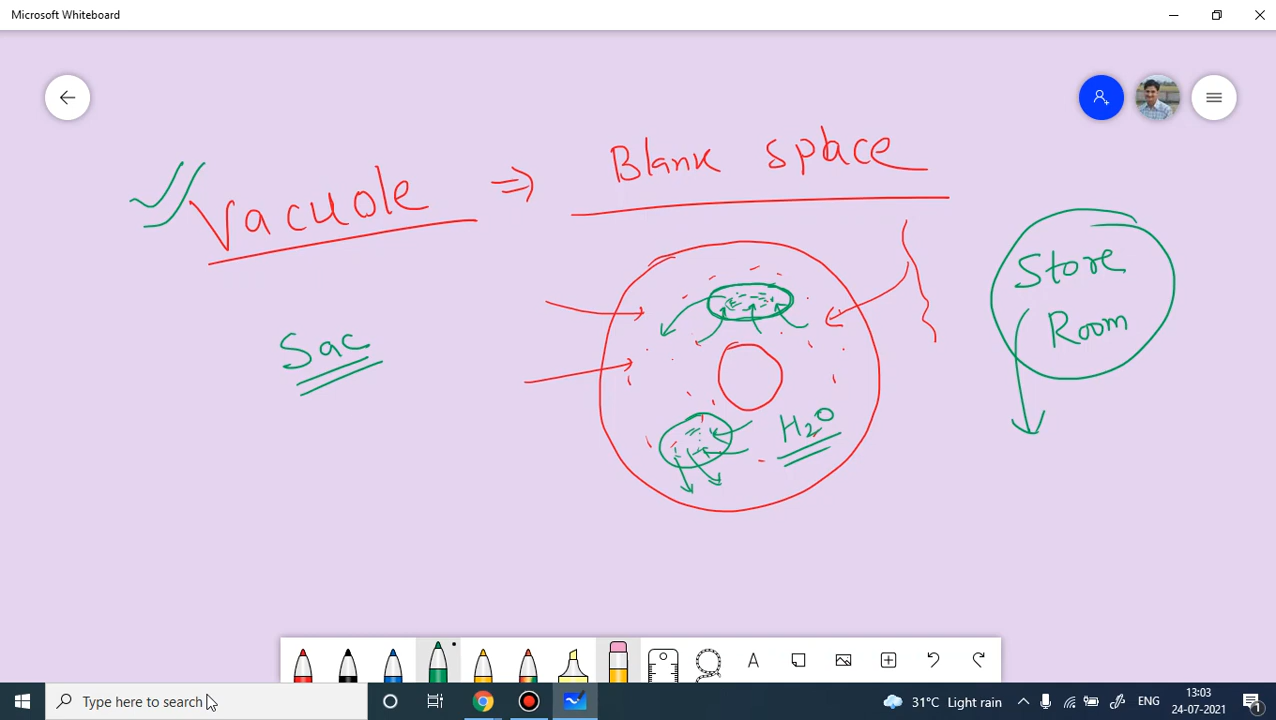 Microsoft Whiteboard
Vacuole ⇒ Blank space
Sac
Store
Room
H₂O
A
Type here to search
31°C Light rain
ENG
13:03
24-07-2021
1